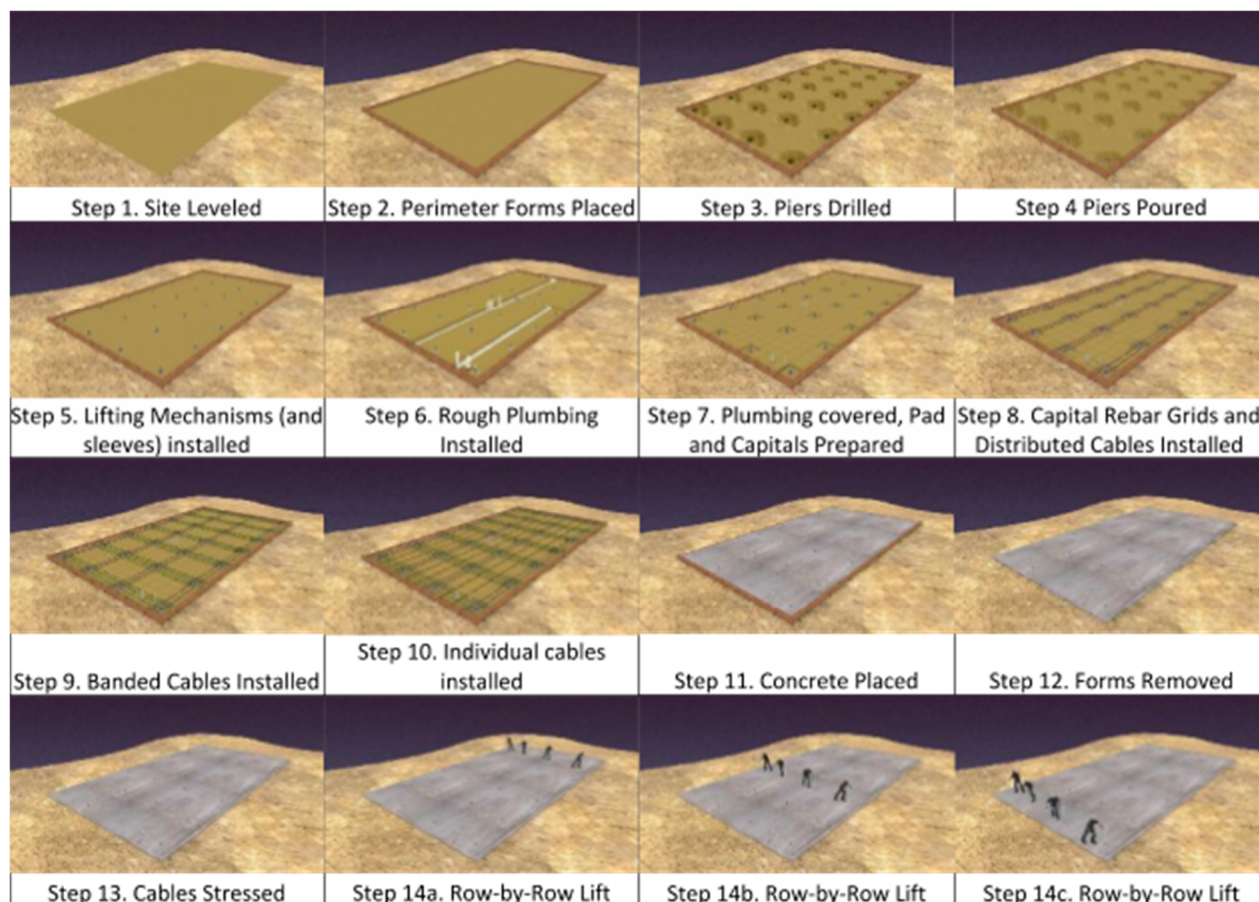 Step 1. Site Leveled
Step 2. Perimeter Forms Placed
Step 3. Piers Drilled
Step 4 Piers Poured
Step 5. Lifting Mechanisms (and
sleeves) installed
Step 6. Rough Plumbing
Installed
Step 7. Plumbing covered, Pad
and Capitals Prepared
Step 8. Capital Rebar Grids and
Distributed Cables Installed
Step 9. Banded Cables Installed
Step 10. Individual cables
installed
Step 11. Concrete Placed
Step 12. Forms Removed
Step 13. Cables Stressed
Step 14a. Row-by-Row Lift
Step 14b. Row-by-Row Lift
Step 14c. Row-by-Row Lift